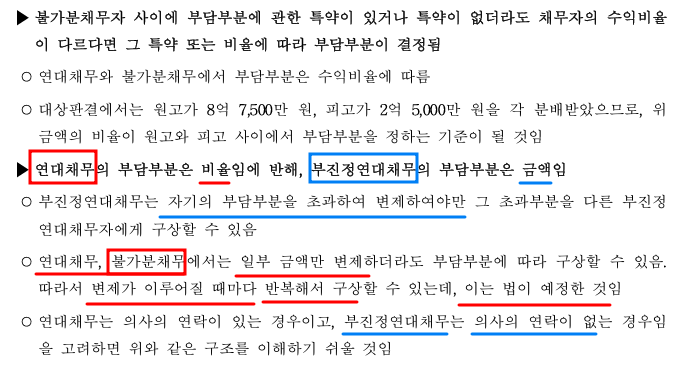 ▶ 불가분채무자 사이에 부담부분에 관한 특약이 있거나 특약이 없더라도 채무자의 수익비율
이 다르다면 그 특약 또는 비율에 따라 부담부분이 결정됨
○ 연대채무와 불가분채무에서 부담부분은 수익비율에 따름
○ 대상판결에서는 원고가 8억 7,500만 원, 피고가 2억 5,000만 원을 각 분배받았으므로, 위
금액의 비율이 원고와 피고 사이에서 부담부분을 정하는 기준이 될 것임
▶ 연대채무의 부담부분은 비율임에 반해, 부진정연대채무의 부담부분은 금액임
○ 부진정연대채무는 자기의 부담부분을 초과하여 변제하여야만 그 초과부분을 다른 부진정
연대채무자에게 구상할 수 있음
○ 연대채무, 불가분채무에서는 일부 금액만 변제하더라도 부담부분에 따라 구상할 수 있음.
따라서 변제가 이루어질 때마다 반복해서 구상할 수 있는데, 이는 법이 예정한 것임
○ 연대채무는 의사의 연락이 있는 경우이고, 부진정연대채무는 의사의 연락이 없는 경우임
을 고려하면 위와 같은 구조를 이해하기 쉬울 것임